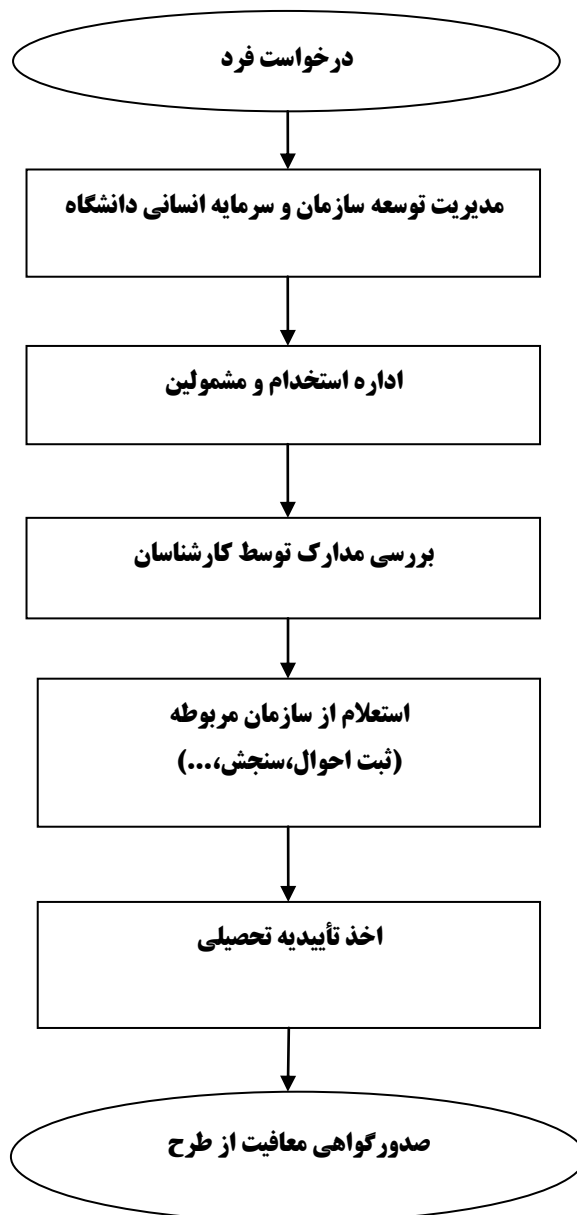 درخواست فرد
مدیریت توسعه سازمان و سرمایه انسانی دانشگاه
اداره استخدام و مشمولین
بررسی مدارک توسط کارشناسان
استعلام از سازمان مربوطه
(ثبت احوال،سنجش،...)
اخذ تأییدیه تحصیلی
صدورگواهی معافیت از طرح